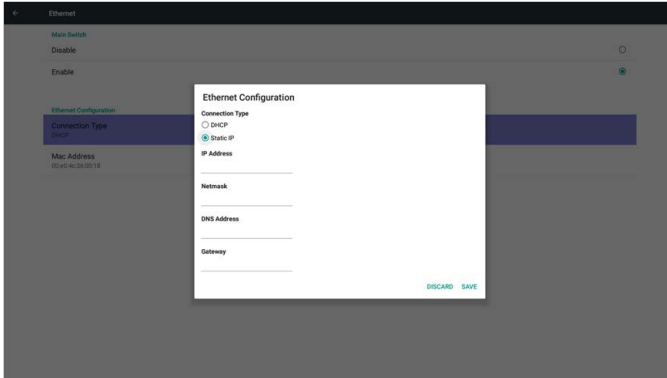 Ethernet
Main Switch
Disable
Enable
Ethernet Configuration
Connection Type
DHCP
Mac Address
Ethernet Configuration
Connection Type
DHCP
Static IP
IP Address
Netmask
DNS Address
Gateway
DISCARD SAVE